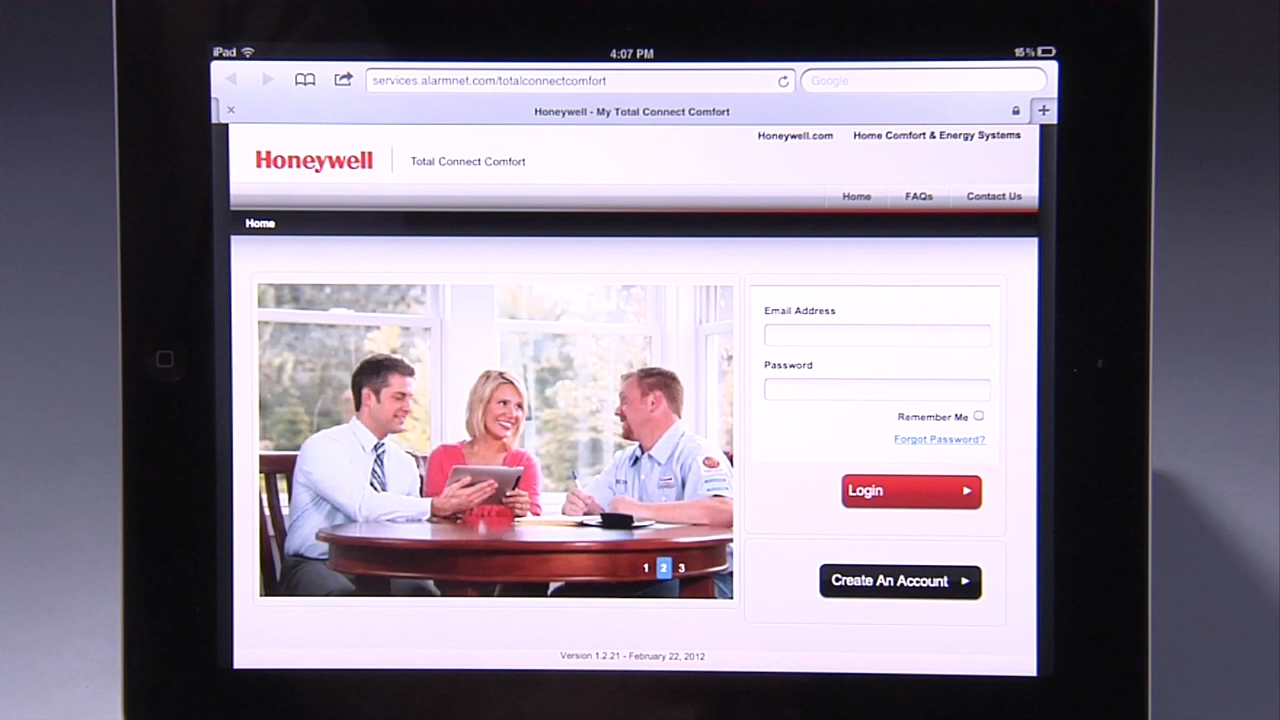 iPad 4:07 PM 15%
services.alarmnet.com/totalconnectcomfort Google
Honeywell - My Total Connect Comfort
Honeywell.com Home Comfort & Energy Systems
Honeywell Total Connect Comfort
Home FAQs Contact Us
Home
Email Address
Password
Remember Me
Forgot Password?
Login
1 2 3
Create An Account
Version 1.2.21 - February 22, 2012